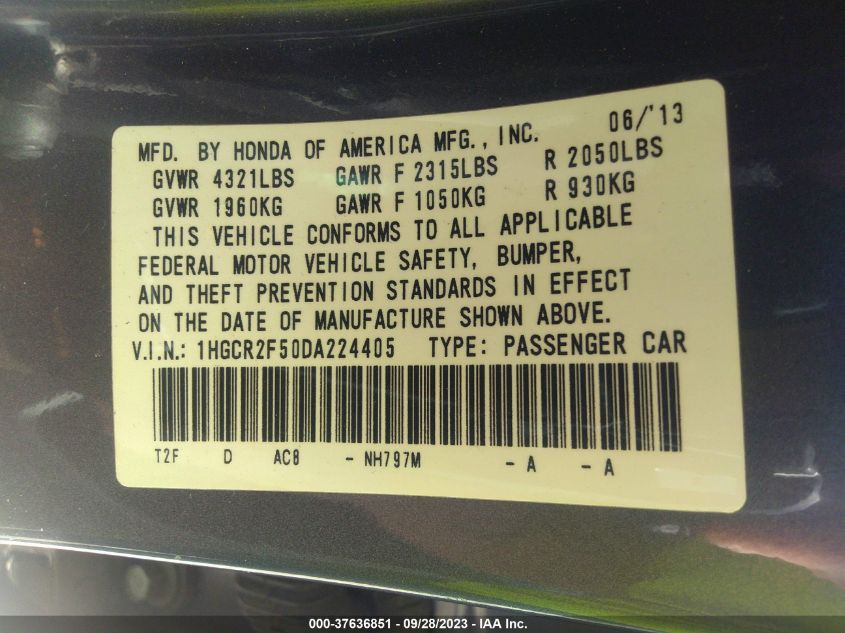 06/'13
MFD. BY HONDA OF AMERICA MFG., INC.
GVWR 4321LBS GAWR F 2315LBS R 2050LBS
GVWR 1960KG GAWR F 1050KG R 930KG
THIS VEHICLE CONFORMS TO ALL APPLICABLE
FEDERAL MOTOR VEHICLE SAFETY, BUMPER,
AND THEFT PREVENTION STANDARDS IN EFFECT
ON THE DATE OF MANUFACTURE SHOWN ABOVE.
V.I.N.: 1HGCR2F50DA224405 TYPE: PASSENGER CAR
T2F D AC8 - NH797M - A - A
000-37636851 / 09/28/2023 - IAA Inc.